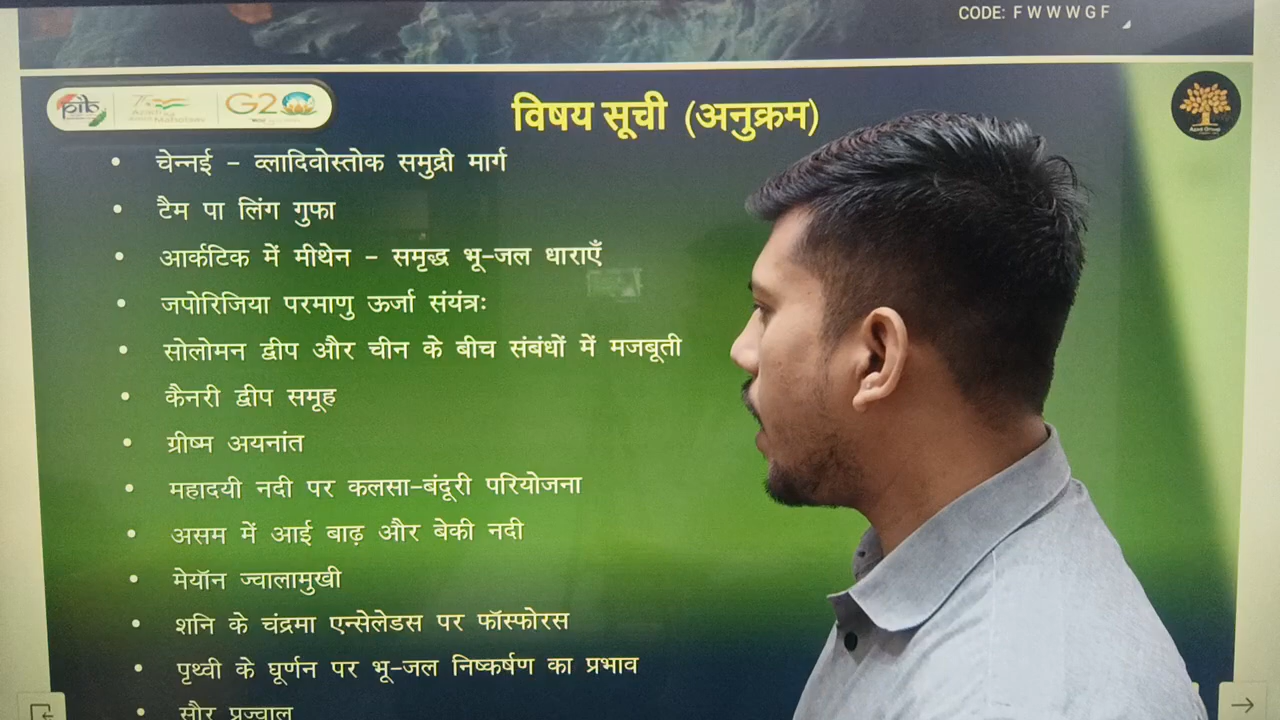 CODE: F W W W G F
pib
G20
विषय सूची (अनुक्रम)
• चेन्नई - व्लादिवोस्तोक समुद्री मार्ग
• टैम पा लिंग गुफा
• आर्कटिक में मीथेन - समृद्ध भू-जल धाराएँ
• जपोरिजिया परमाणु ऊर्जा संयंत्रः
• सोलोमन द्वीप और चीन के बीच संबंधों में मजबूती
• कैनरी द्वीप समूह
• ग्रीष्म अयनांत
• महादयी नदी पर कलसा-बंदूरी परियोजना
• असम में आई बाढ़ और बेकी नदी
• मेयॉन ज्वालामुखी
• शनि के चंद्रमा एन्सेलेडस पर फॉस्फोरस
• पृथ्वी के घूर्णन पर भू-जल निष्कर्षण का प्रभाव
• सौर प्रज्वाल